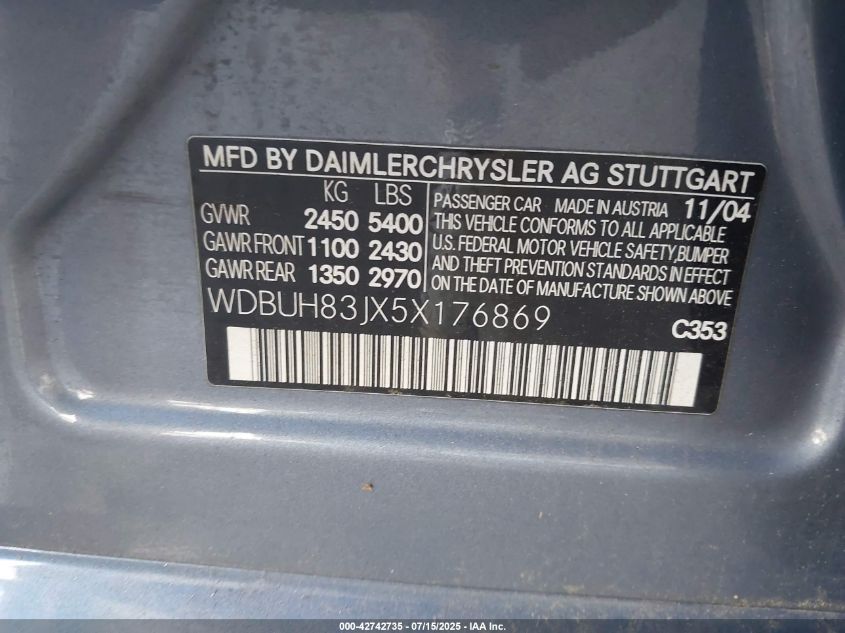 MFD BY DAIMLERCHRYSLER AG STUTTGART
KG LBS
GVWR 2450 5400
GAWR FRONT 1100 2430
GAWR REAR 1350 2970
PASSENGER CAR MADE IN AUSTRIA 11/04
THIS VEHICLE CONFORMS TO ALL APPLICABLE
U.S. FEDERAL MOTOR VEHICLE SAFETY,BUMPER
AND THEFT PREVENTION STANDARDS IN EFFECT
ON THE DATE OF MANUFACTURE SHOWN ABOVE
WDBUH83JX5X176869
C353
000-42742735 - 07/15/2025 - IAA Inc.